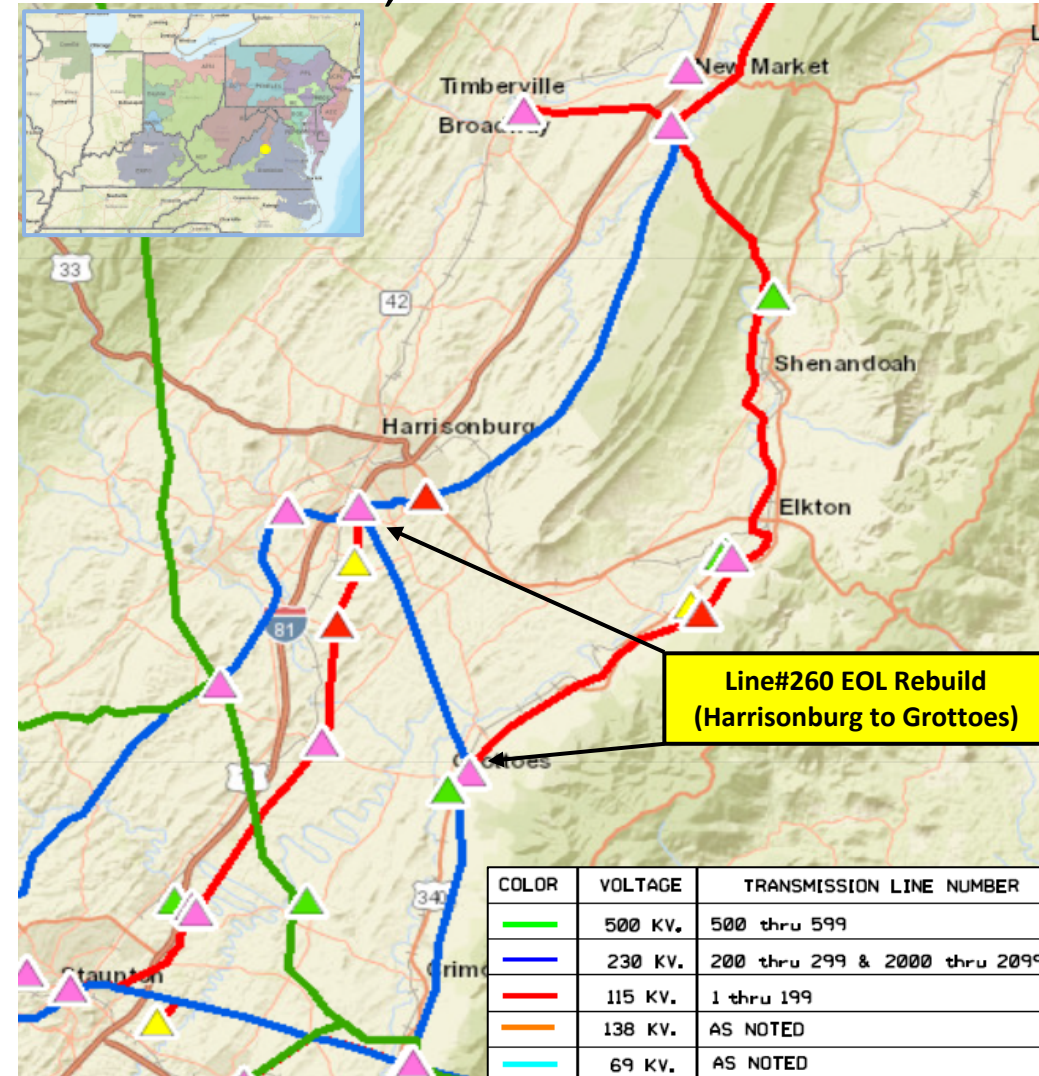 New Market
Timberville
Broadway
33
42
Shenandoah
Harrisonburg
Elkton
81
Line#260 EOL Rebuild
(Harrisonburg to Grottoes)
Grottoes
340
Staunton
COLOR VOLTAGE TRANSMISSION LINE NUMBER
500 KV. 500 thru 599
230 KV. 200 thru 299 & 2000 thru 2099
115 KV. 1 thru 199
138 KV. AS NOTED
69 KV. AS NOTED